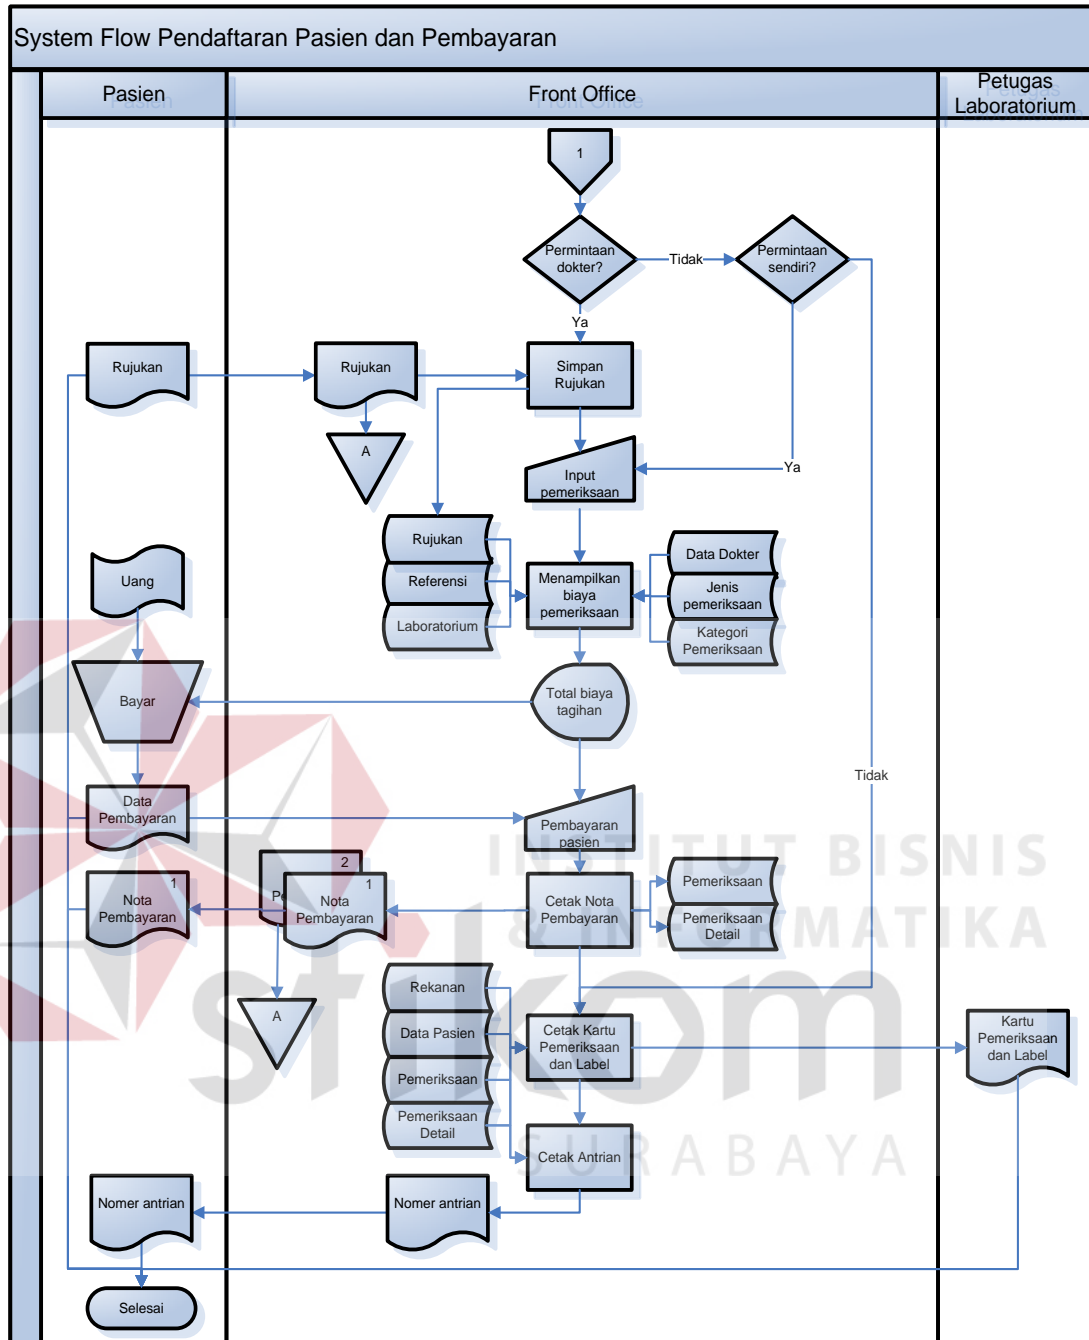 System Flow Pendaftaran Pasien dan Pembayaran
Pasien
Front Office
Petugas
Laboratorium
1
Permintaan
dokter?
Tidak
Permintaan
sendiri?
Ya
Rujukan
Rujukan
Simpan
Rujukan
A
Input
pemeriksaan
Ya
Rujukan
Referensi
Laboratorium
Menampilkan
biaya
pemeriksaan
Data Dokter
Jenis
pemeriksaan
Kategori
Pemeriksaan
Uang
Bayar
Total biaya
tagihan
Tidak
Data
Pembayaran
Pembayaran
pasien
INSTITUT BISNIS
& INFORMATIKA
stikom
SURABAYA
1
Nota
Pembayaran
2
Pe
1
Nota
Pembayaran
Cetak Nota
Pembayaran
Pemeriksaan
Pemeriksaan
Detail
A
Rekanan
Data Pasien
Pemeriksaan
Pemeriksaan
Detail
Cetak Kartu
Pemeriksaan
dan Label
Kartu
Pemeriksaan
dan Label
Cetak Antrian
Nomer antrian
Nomer antrian
Selesai